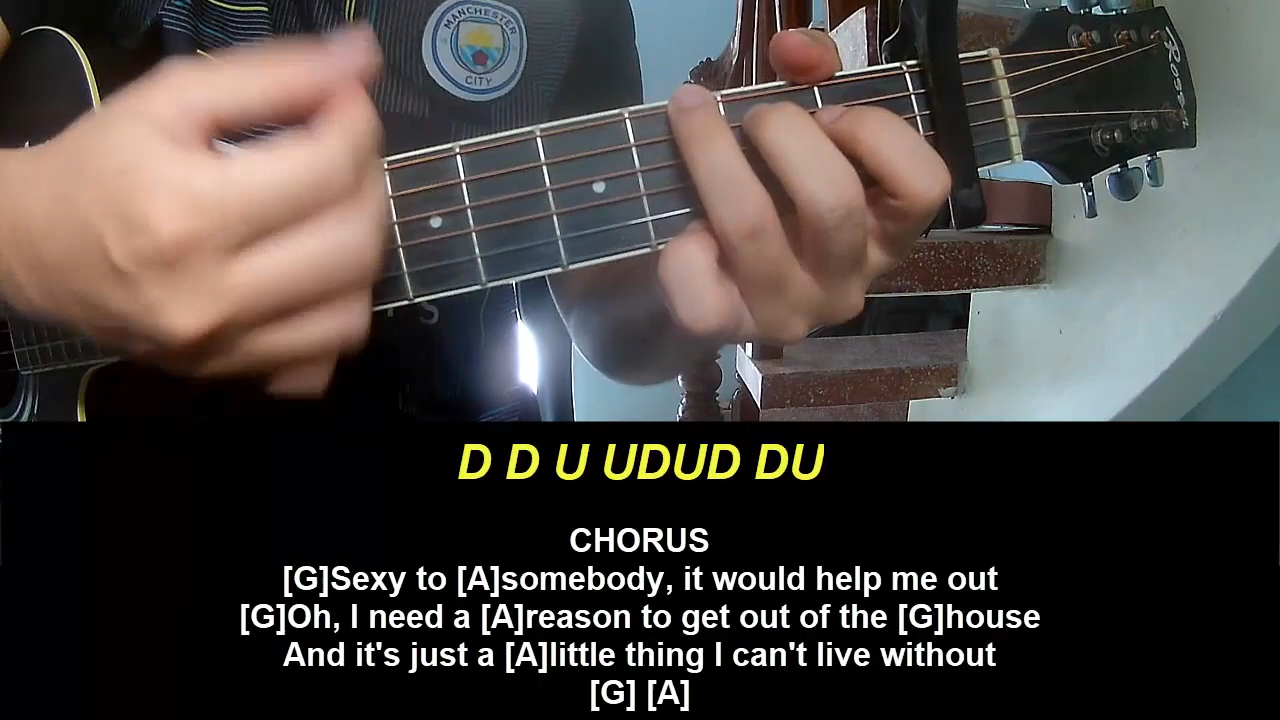 MANCHESTER
CITY
D D U UDUD DU
CHORUS
[G]Sexy to [A]somebody, it would help me out
[G]Oh, I need a [A]reason to get out of the [G]house
And it's just a [A]little thing I can't live without
[G] [A]